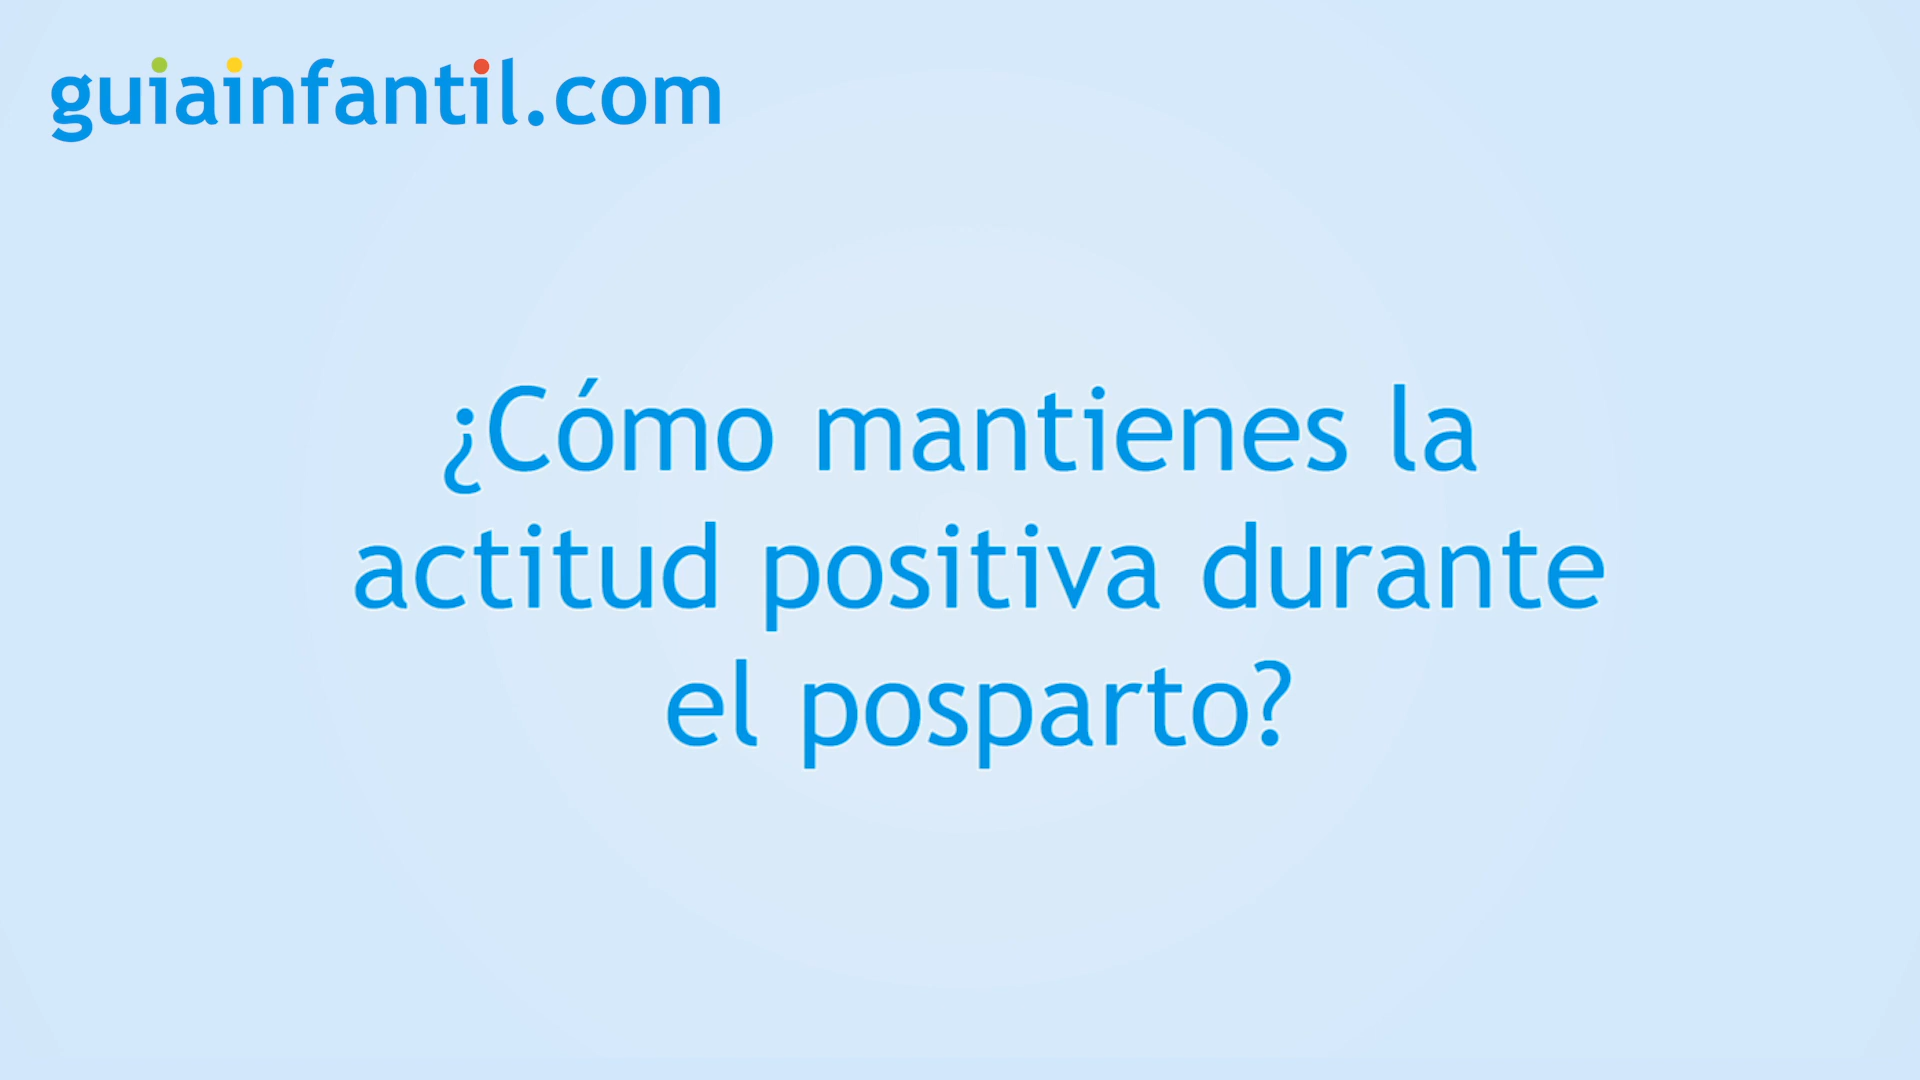 guiainfantil.com
¿Cómo mantienes la
actitud positiva durante
el posparto?